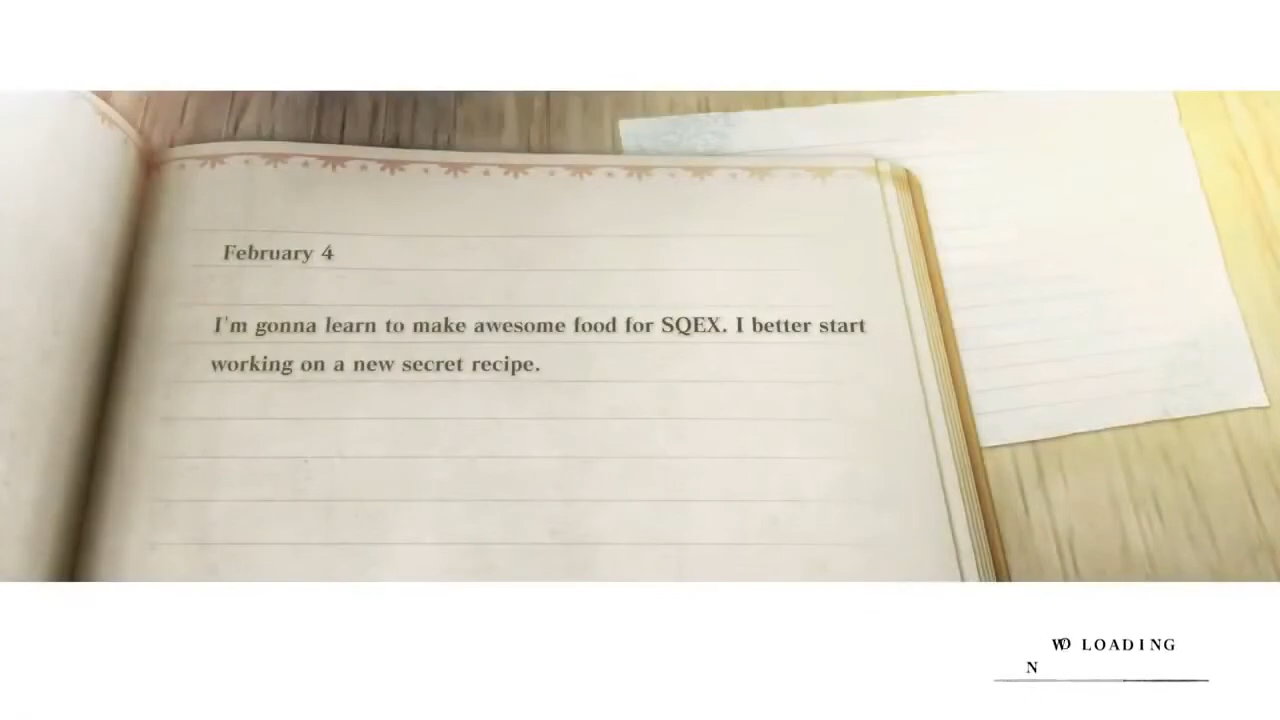 February 4
I'm gonna learn to make awesome food for SQEX. I better start
working on a new secret recipe.
LOADING
N